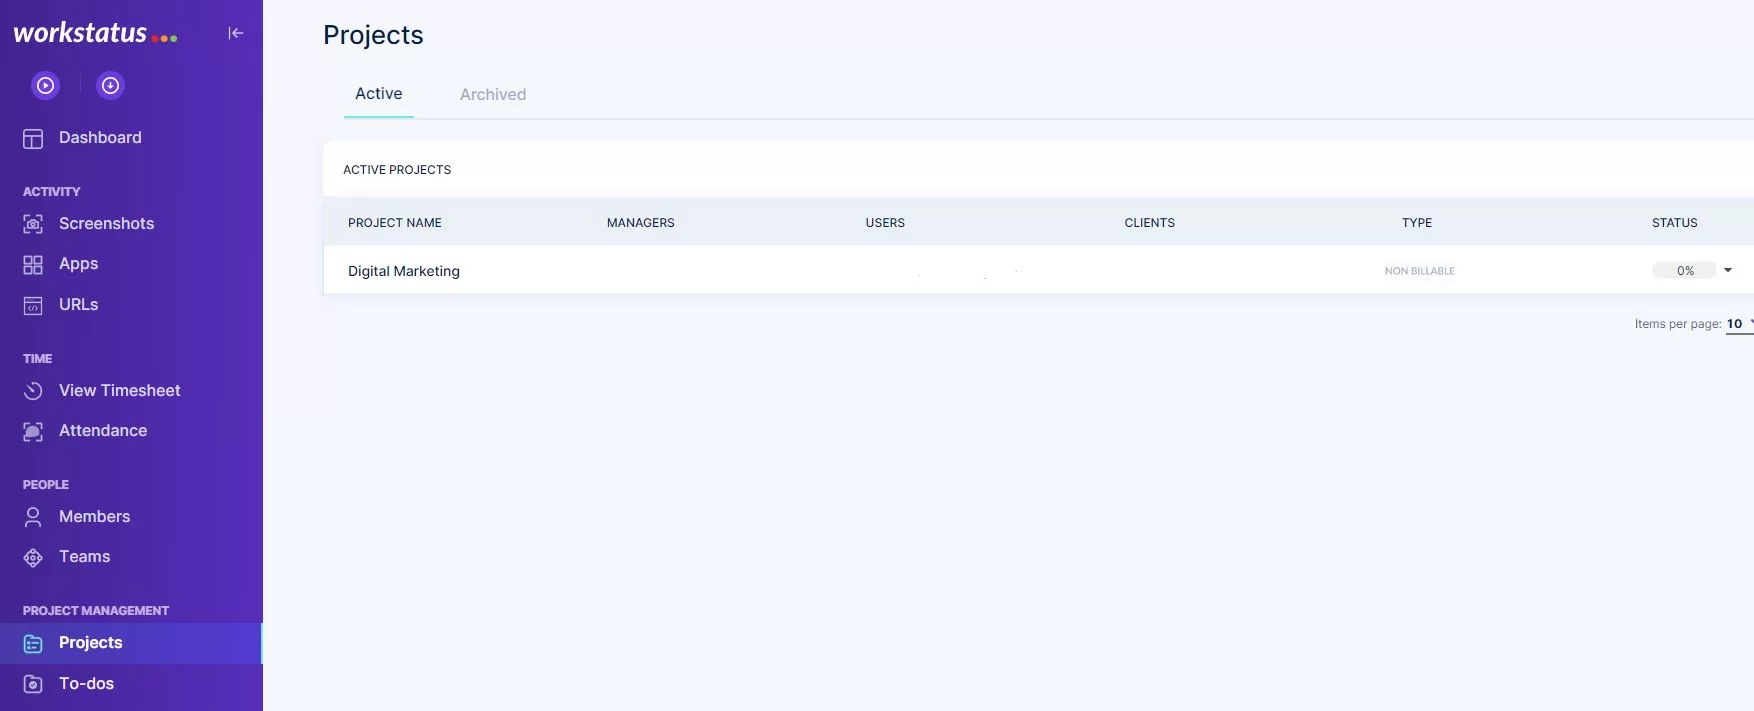 workstatus
Dashboard
ACTIVITY
Screenshots
Apps
URLs
TIME
View Timesheet
Attendance
PEOPLE
Members
Teams
PROJECT MANAGEMENT
Projects
To-dos
Projects
Active Archived
ACTIVE PROJECTS
PROJECT NAME MANAGERS USERS CLIENTS TYPE STATUS
Digital Marketing NON BILLABLE 0%
Items per page: 10